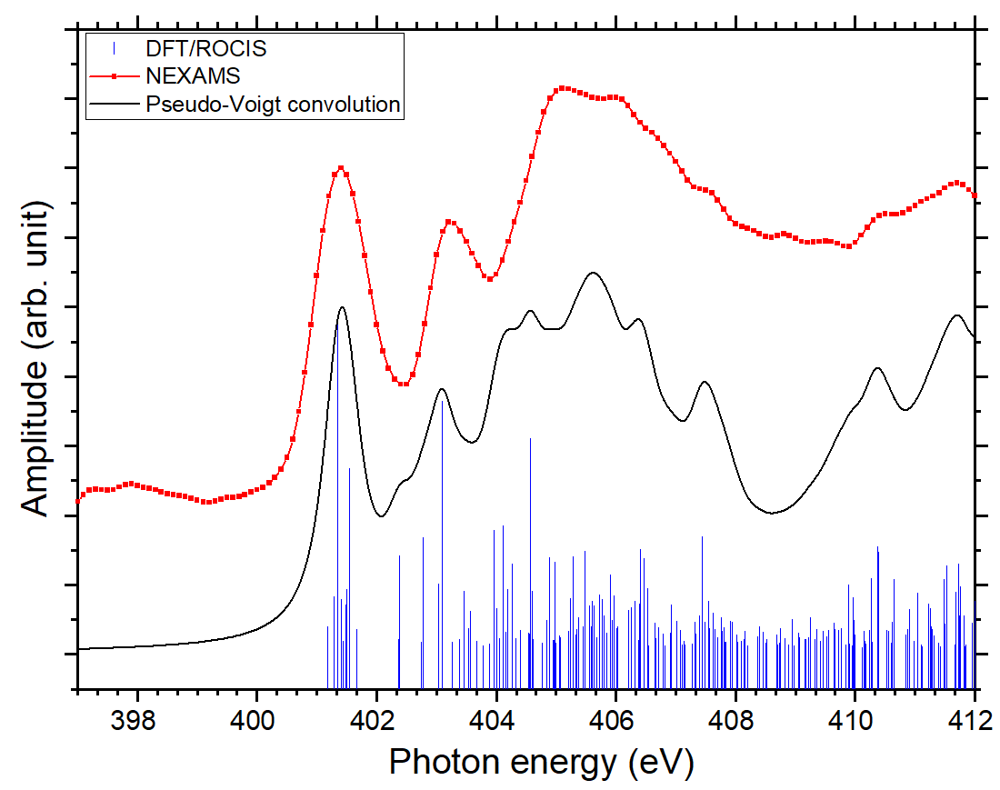 DFT/ROCIS
NEXAMS
Pseudo-Voigt convolution
Amplitude (arb. unit)
398 400 402 404 406 408 410 412
Photon energy (eV)